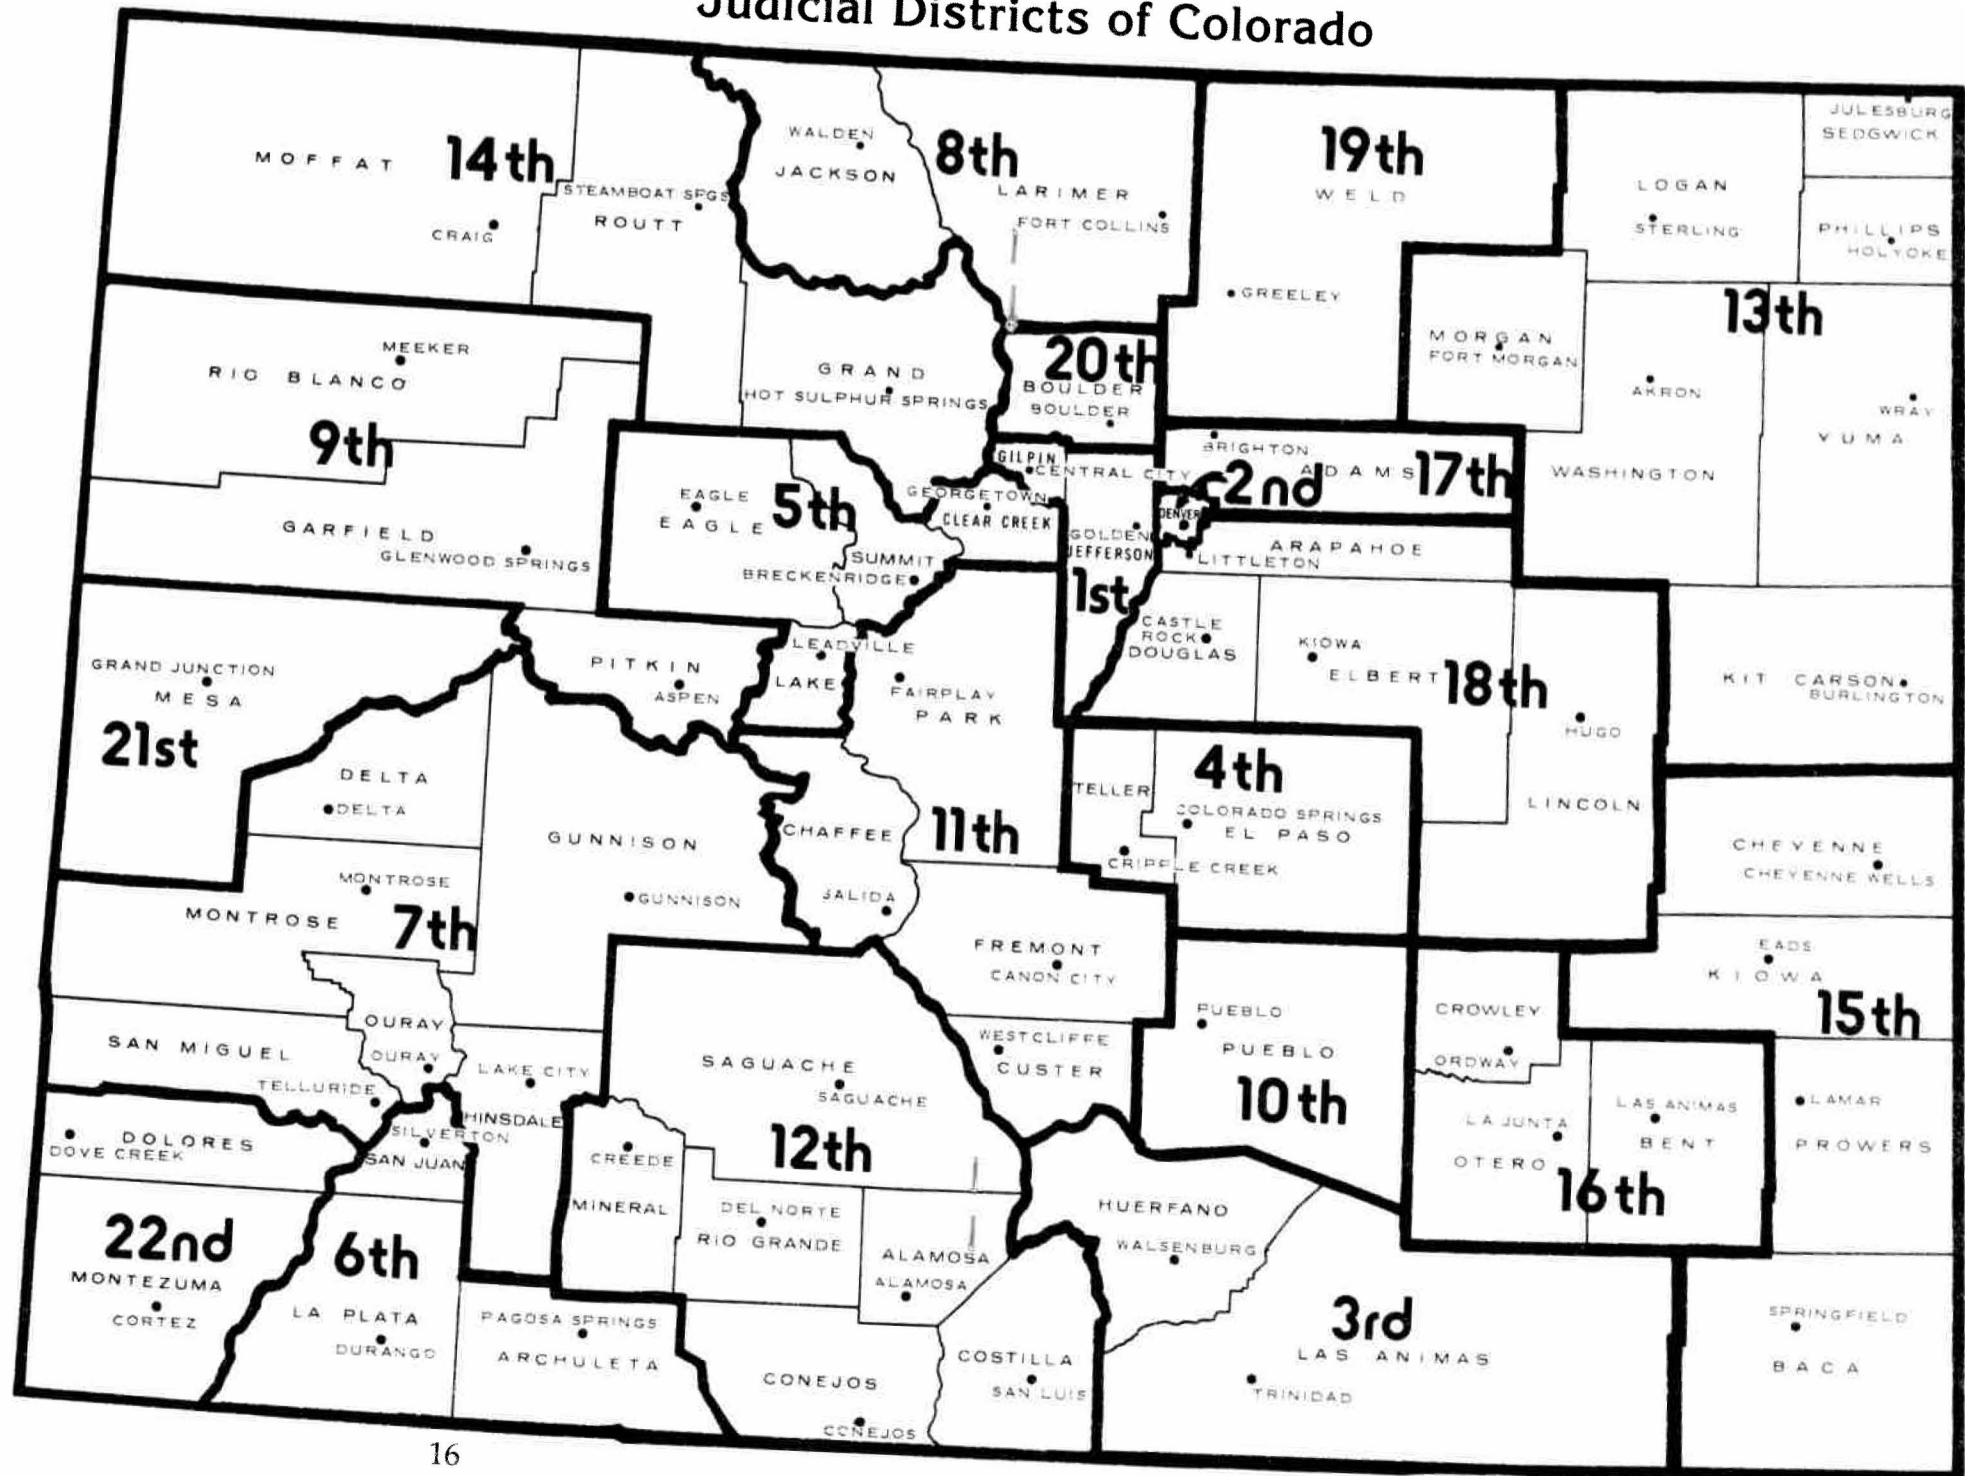 Judicial Districts of Colorado
MOFFAT
14th
CRAIG
STEAMBOAT SPGS
ROUTT
WALDEN
JACKSON
8th
LARIMER
FORT COLLINS
19th
WELD
GREELEY
LOGAN
STERLING
JULESBURG
SEDGWICK
PHILLIPS
HOLYOKE
13th
MORGAN
FORT MORGAN
AKRON
WRAY
YUMA
WASHINGTON
MEEKER
RIO BLANCO
9th
GARFIELD
GLENWOOD SPRINGS
GRAND
HOT SULPHUR SPRINGS
20th
BOULDER
BOULDER
GILPIN
CENTRAL CITY
BRIGHTON
ADAMS
17th
2nd
DENVER
EAGLE
EAGLE
5th
GEORGETOWN
CLEAR CREEK
SUMMIT
BRECKENRIDGE
GOLDEN
JEFFERSON
1st
ARAPAHOE
LITTLETON
CASTLE
ROCK
DOUGLAS
KIOWA
ELBERT
18th
HUGO
LINCOLN
KIT CARSON
BURLINGTON
GRAND JUNCTION
MESA
21st
PITKIN
ASPEN
LEADVILLE
LAKE
FAIRPLAY
PARK
DELTA
DELTA
GUNNISON
GUNNISON
CHAFFEE
SALIDA
11th
TELLER
4th
COLORADO SPRINGS
EL PASO
CRIPPLE CREEK
CHEYENNE
CHEYENNE WELLS
MONTROSE
MONTROSE
7th
FREMONT
CANON CITY
EADS
KIOWA
15th
OURAY
OURAY
SAN MIGUEL
TELLURIDE
LAKE CITY
HINSDALE
SAGUACHE
SAGUACHE
WESTCLIFFE
CUSTER
PUEBLO
PUEBLO
10th
CROWLEY
ORDWAY
LA JUNTA
OTERO
LAS ANIMAS
BENT
16th
LAMAR
PROWERS
DOLORES
DOVE CREEK
SILVERTON
SAN JUAN
CREEDE
MINERAL
12th
DEL NORTE
RIO GRANDE
ALAMOSA
ALAMOSA
HUERFANO
WALSENBURG
22nd
MONTEZUMA
CORTEZ
6th
LA PLATA
DURANGO
PAGOSA SPRINGS
ARCHULETA
CONEJOS
CONEJOS
COSTILLA
SAN LUIS
3rd
LAS ANIMAS
TRINIDAD
SPRINGFIELD
BACA
16